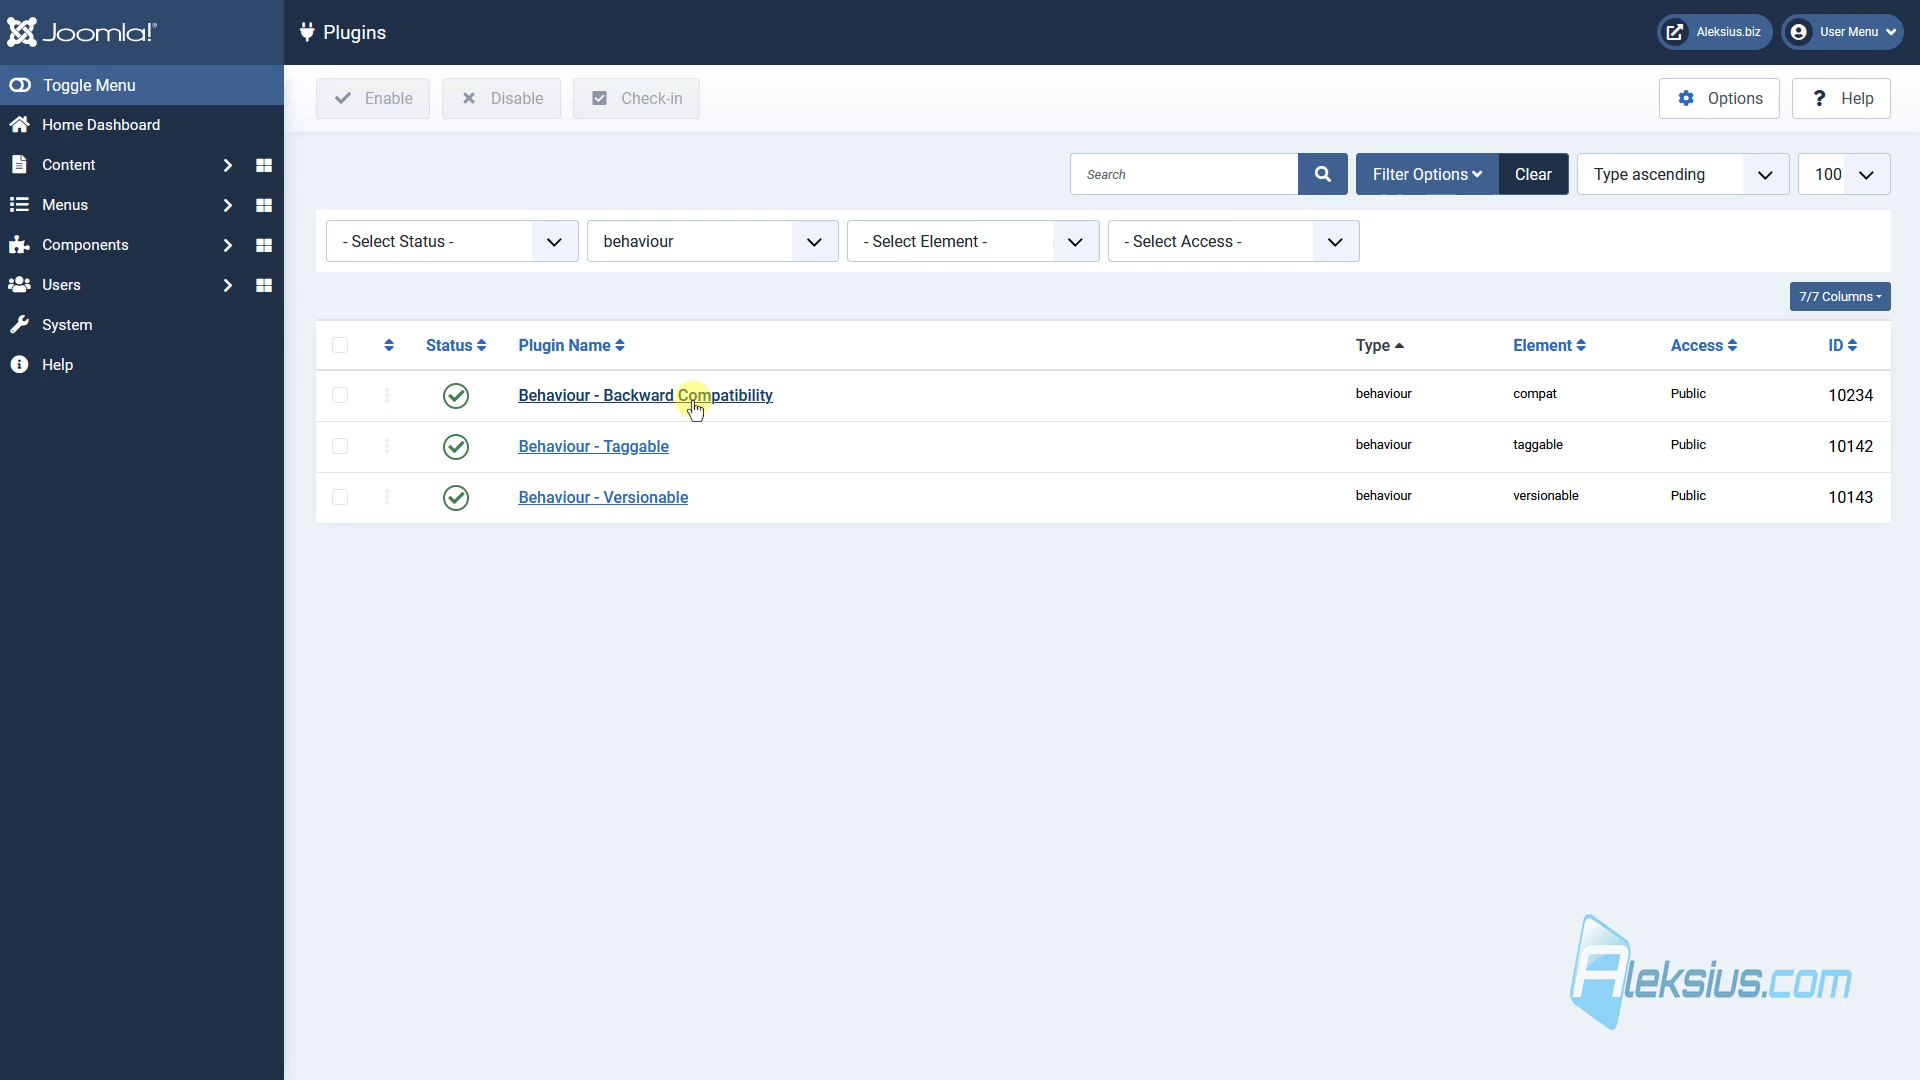 Joomla!
Plugins
Aleksius.biz
User Menu
Toggle Menu
Home Dashboard
Content
Menus
Components
Users
System
Help
Enable
Disable
Check-in
Options
? Help
Search
Filter Options
Clear
Type ascending
100
- Select Status -
behaviour
- Select Element -
- Select Access -
7/7 Columns
Status Plugin Name Type Element Access ID
Behaviour - Backward Compatibility behaviour compat Public 10234
Behaviour - Taggable behaviour taggable Public 10142
Behaviour - Versionable behaviour versionable Public 10143
Aleksius.com